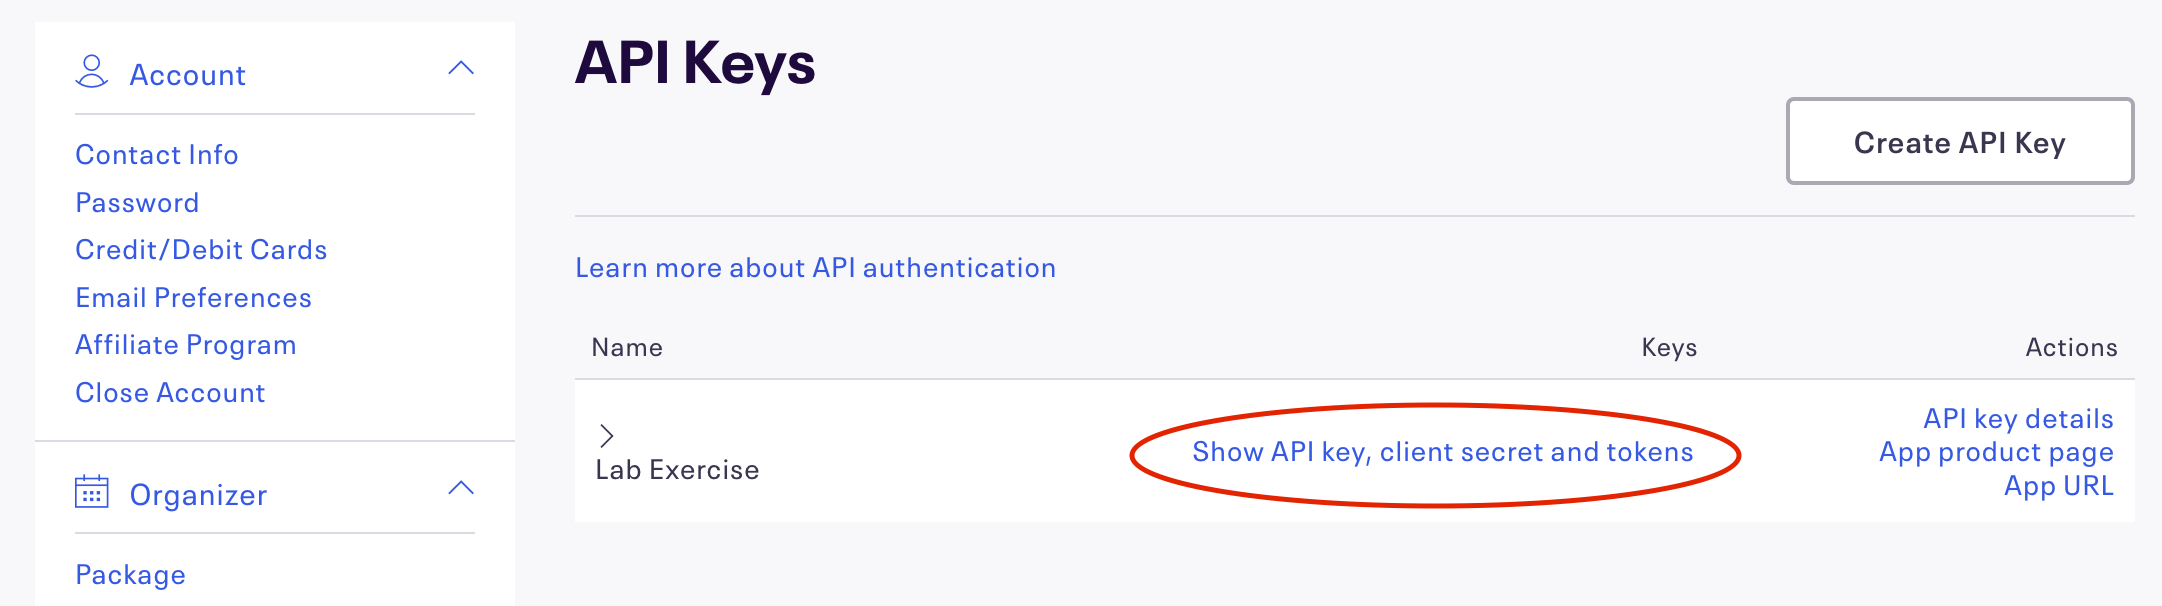 Account
Contact Info
Password
Credit/Debit Cards
Email Preferences
Affiliate Program
Close Account
Organizer
Package
API Keys
Create API Key
Learn more about API authentication
Name Keys Actions
Lab Exercise
Show API key, client secret and tokens
API key details
App product page
App URL